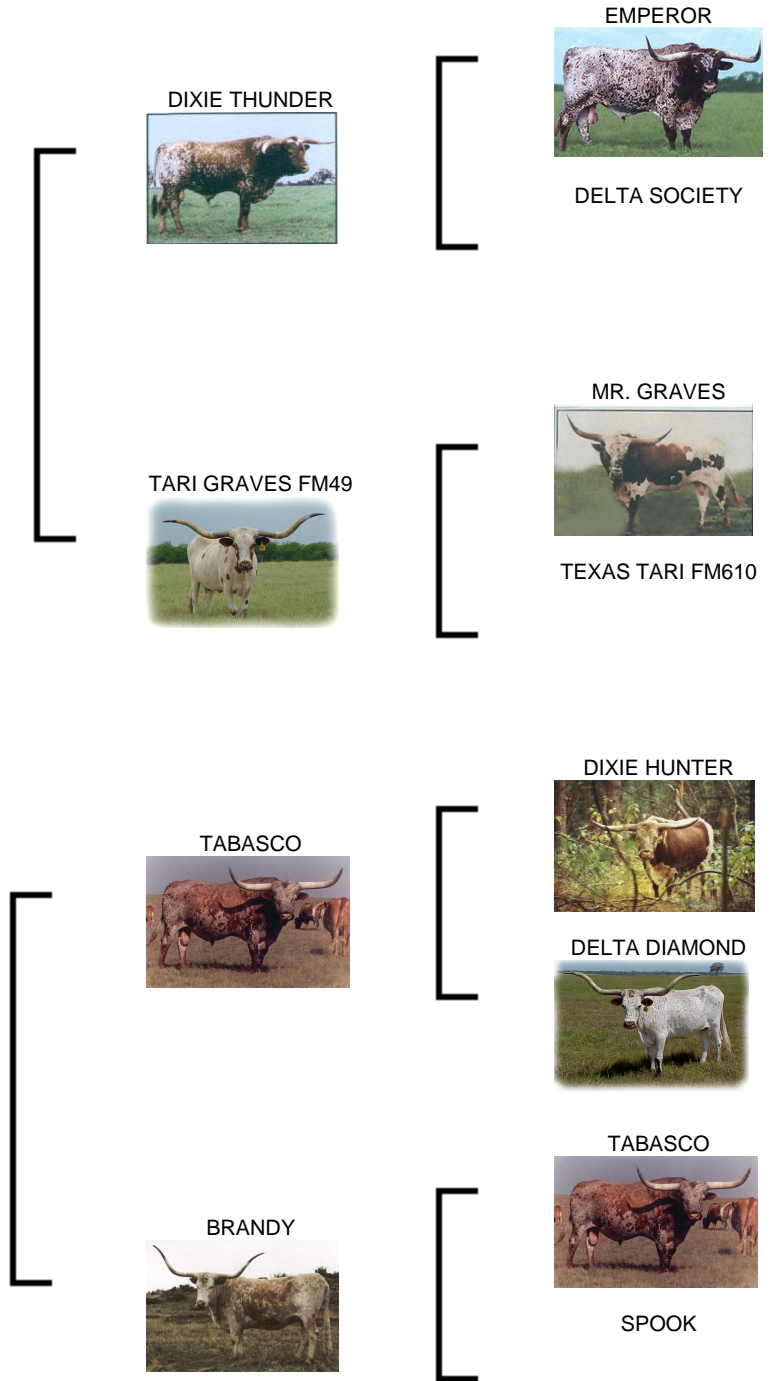 EMPEROR
DIXIE THUNDER
DELTA SOCIETY
MR. GRAVES
TARI GRAVES FM49
TEXAS TARI FM610
DIXIE HUNTER
TABASCO
DELTA DIAMOND
TABASCO
BRANDY
SPOOK